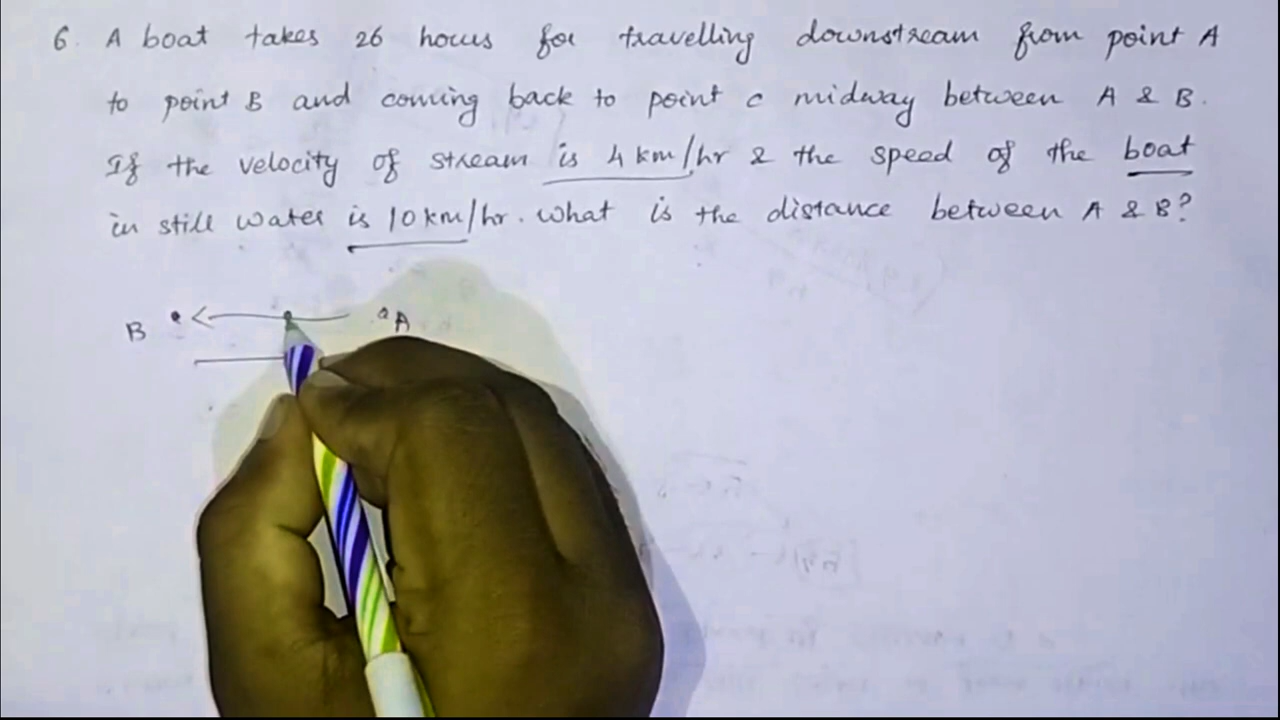 6. A boat takes 26 hours for travelling downstream from point A
to point B and coming back to point c midway between A & B.
If the velocity of stream is 4 km/hr & the speed of the boat
in still water is 10 km/hr. What is the distance between A & B?
B A